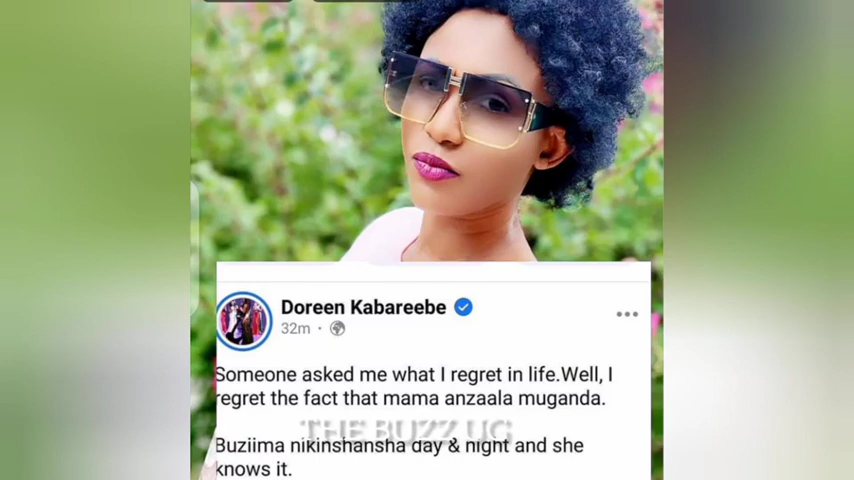 Doreen Kabareebe
32m ·
Someone asked me what I regret in life.Well, I
regret the fact that mama anzaala muganda.
THE BUZZ UG
Buziima nikinshansha day & night and she
knows it.